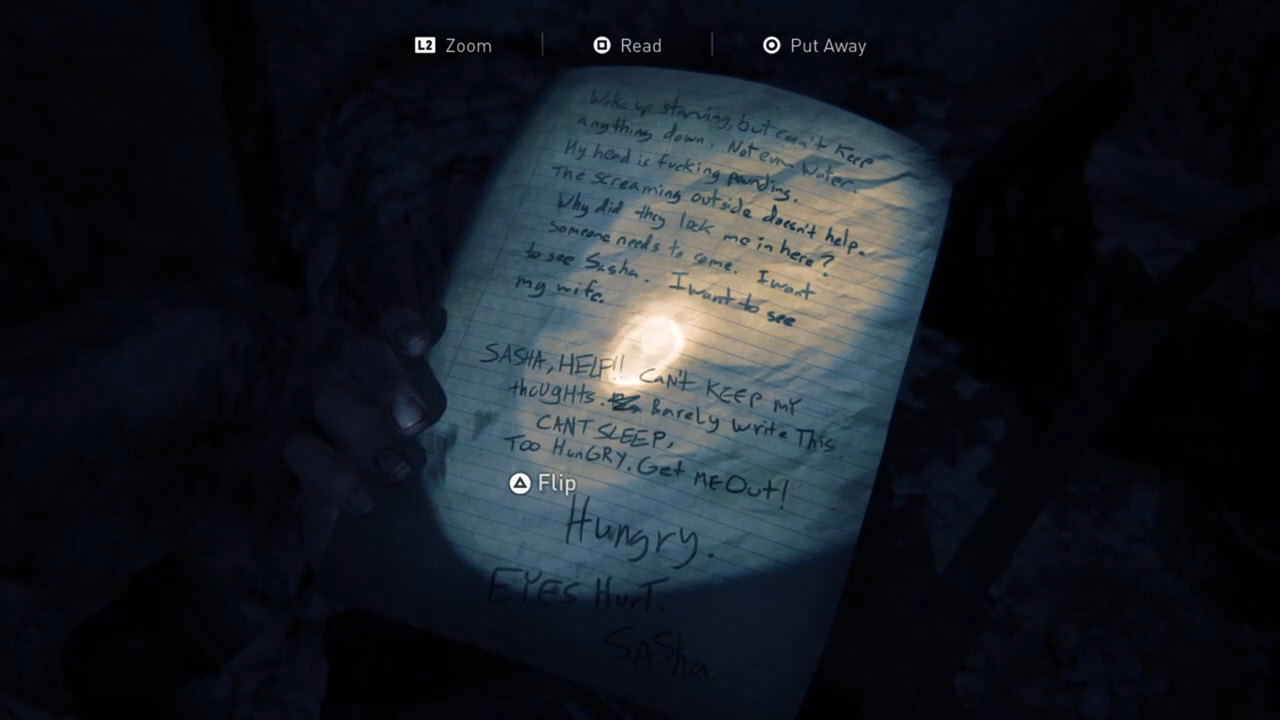 L2 Zoom | Read | Put Away
Woke up starving, but can't keep
anything down. Not even water.
My head is fucking pounding.
The screaming outside doesn't help.
Why did they lock me in here?
Someone needs to come. I want
to see Sasha. I want to see
my wife.
SASHA, HELP!! CAN'T KEEP MY
thougHts. Barely Write This.
CANT SLEEP,
Too HunGRY. Get ME Out!
Flip
Hungry.
EYES HurT.
SASha.